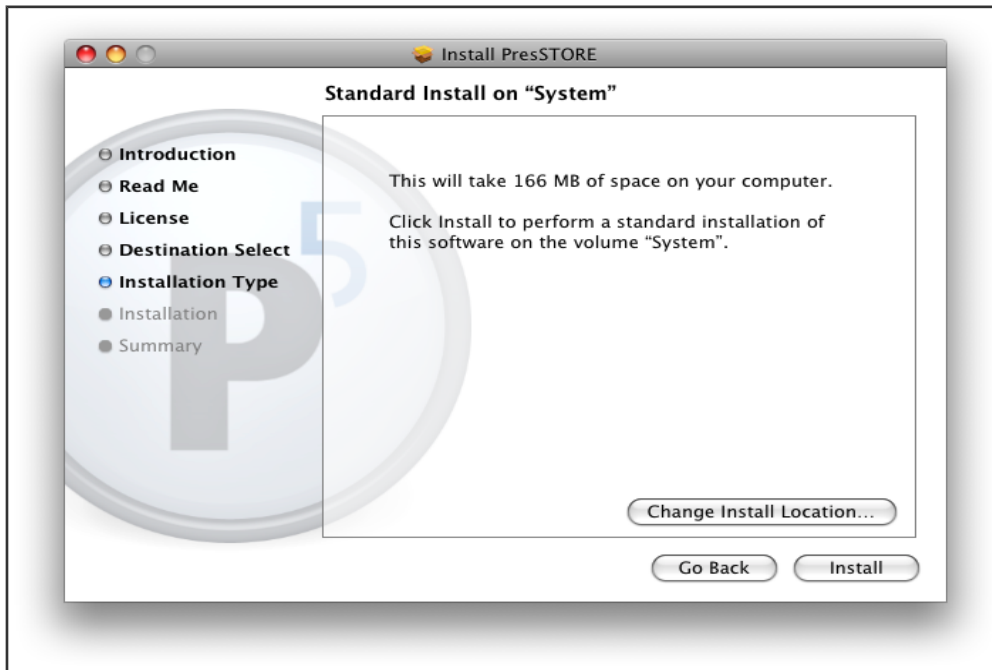 Install PresSTORE
Standard Install on “System”
Introduction
Read Me
License
Destination Select
Installation Type
Installation
Summary
P5
This will take 166 MB of space on your computer.
Click Install to perform a standard installation of
this software on the volume “System”.
Change Install Location...
Go Back
Install